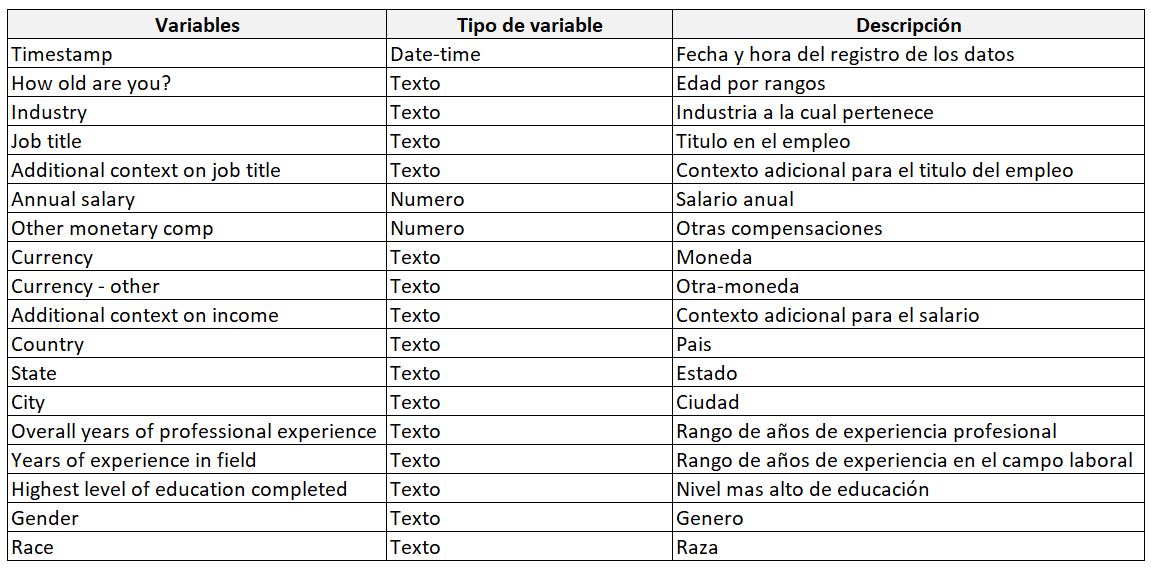 Variables Tipo de variable Descripción
Timestamp Date-time Fecha y hora del registro de los datos
How old are you? Texto Edad por rangos
Industry Texto Industria a la cual pertenece
Job title Texto Titulo en el empleo
Additional context on job title Texto Contexto adicional para el titulo del empleo
Annual salary Numero Salario anual
Other monetary comp Numero Otras compensaciones
Currency Texto Moneda
Currency - other Texto Otra-moneda
Additional context on income Texto Contexto adicional para el salario
Country Texto Pais
State Texto Estado
City Texto Ciudad
Overall years of professional experience Texto Rango de años de experiencia profesional
Years of experience in field Texto Rango de años de experiencia en el campo laboral
Highest level of education completed Texto Nivel mas alto de educación
Gender Texto Genero
Race Texto Raza